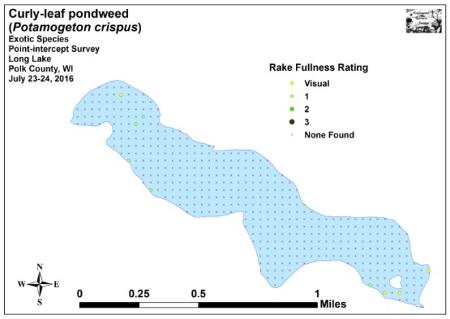 Curly-leaf pondweed
(Potamogeton crispus)
Exotic Species
Point-intercept Survey
Long Lake
Polk County, WI
July 23-24, 2016
Rake Fullness Rating
Visual
1
2
3
None Found
N
W E
S
0 0.25 0.5 1
Miles